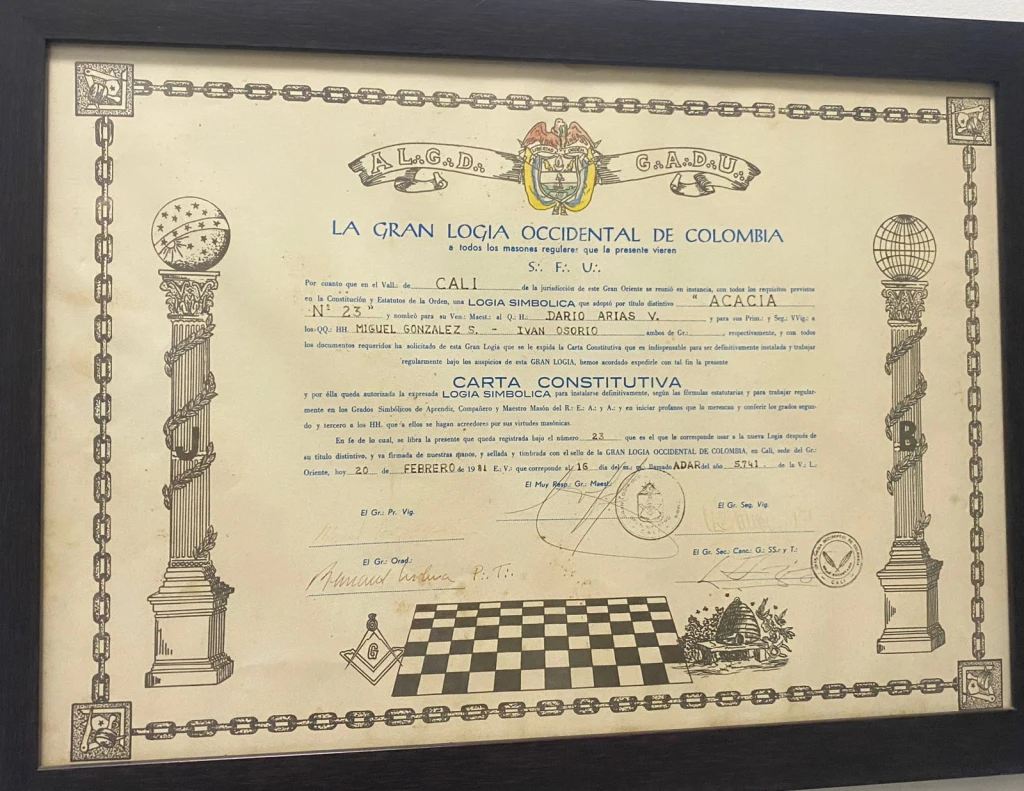 A L.·.G.·.D.·. G.·.A.·.D.·.U.·.
LIBERTAD
LA GRAN LOGIA OCCIDENTAL DE COLOMBIA
a todos los masones regulares que la presente vieren
S.·. F.·. U.·.
Por cuanto que en el Vall.: de CALI de la jurisdicción de este Gran Oriente se reunió en instancia, con todos los requisitos previstos
en la Constitución y Estatutos de la Orden, una LOGIA SIMBOLICA que adoptó por título distintivo " ACACIA
Nº 23" y nombró para su Ven.: Maest.: al Q.: H.: DARIO ARIAS V. y para sus Prim.: y Seg.: VVig.: a
los QQ.: HH. MIGUEL GONZALEZ S. - IVAN OSORIO ambos de Gr.: respectivamente, y con todos
los documentos requeridos ha solicitado de esta Gran Logia que se le expida la Carta Constitutiva que es indispensable para ser definitivamente instalada y trabajar
regularmente bajo los auspicios de esta GRAN LOGIA, hemos acordado expedirle con tal fin la presente
CARTA CONSTITUTIVA
y por élla queda autorizada la expresada LOGIA SIMBOLICA para instalarse definitivamente, según las fórmulas estatutarias y para trabajar regular-
mente en los Grados Simbólicos de Aprendiz, Compañero y Maestro Masón del R.: E.: A.: y A.: y en iniciar profanos que la merezcan y conferir los grados segun-
do y tercero a los HH. que a ellos se hagan acreedores por sus virtudes masónicas.
En fe de lo cual, se libra la presente que queda registrada bajo el número 23 que es el que le corresponde usar a la nueva Logia después de
su título distintivo, y va firmada de nuestras manos, y sellada y timbrada con el sello de la GRAN LOGIA OCCIDENTAL DE COLOMBIA, en Cali, sede del Gr.:
Oriente, hoy 20 de FEBRERO de 1981 E.: V.: que corresponde al 16 día del m.: m.: llamado ADAR del año 5.741. de la V.: L.:
El Muy Resp.: Gr.: Maest.:
El Gr.: Pr. Vig.
El Gr.: Seg. Vig.
El Gr.: Orad.:
El Gr.: Sec.: Canc.: G.: SS.: y T.:
P.·. T.·.
CALI
J
B
G